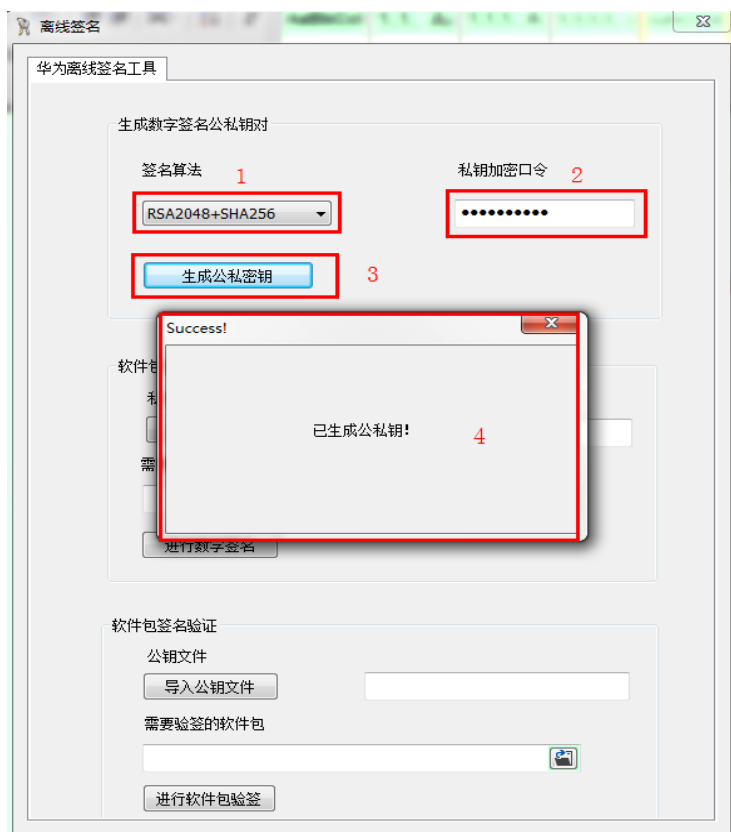 离线签名
华为离线签名工具
生成数字签名公私钥对
签名算法 1
私钥加密口令 2
RSA2048+SHA256
••••••••••
生成公私密钥 3
Success!
软件包
已生成公私钥!
4
需
进行数字签名
软件包签名验证
公钥文件
导入公钥文件
需要验签的软件包
进行软件包验签